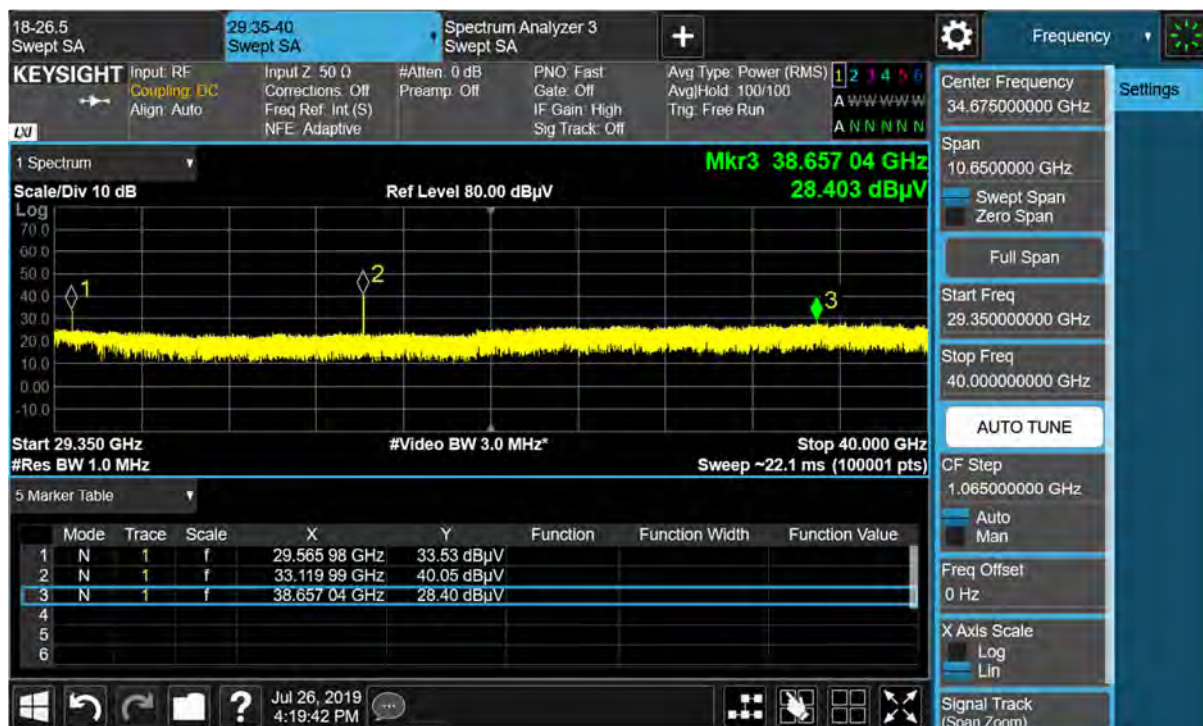 18-26.5
Swept SA
29.35-40
Swept SA
Spectrum Analyzer 3
Swept SA
+
Frequency
KEYSIGHT
Input: RF
Coupling: DC
Align: Auto
Input Z: 50 Ω
Corrections: Off
Freq Ref: Int (S)
NFE: Adaptive
#Atten: 0 dB
Preamp: Off
PNO: Fast
Gate: Off
IF Gain: High
Sig Track: Off
Avg Type: Power (RMS)
Avg|Hold: 100/100
Trig: Free Run
1 2 3 4 5 6
A W W W W W
A N N N N N
LXI
1 Spectrum
Scale/Div 10 dB
Ref Level 80.00 dBµV
Mkr3 38.657 04 GHz
28.403 dBµV
Log
70.0
60.0
50.0
40.0
30.0
20.0
10.0
0.00
-10.0
1
2
3
Start 29.350 GHz
#Video BW 3.0 MHz*
Stop 40.000 GHz
#Res BW 1.0 MHz
Sweep ~22.1 ms (100001 pts)
5 Marker Table
Mode Trace Scale X Y Function Function Width Function Value
1 N 1 f 29.565 98 GHz 33.53 dBµV
2 N 1 f 33.119 99 GHz 40.05 dBµV
3 N 1 f 38.657 04 GHz 28.40 dBµV
4
5
6
?
Jul 26, 2019
4:19:42 PM
Center Frequency
34.675000000 GHz
Settings
Span
10.6500000 GHz
Swept Span
Zero Span
Full Span
Start Freq
29.350000000 GHz
Stop Freq
40.000000000 GHz
AUTO TUNE
CF Step
1.065000000 GHz
Auto
Man
Freq Offset
0 Hz
X Axis Scale
Log
Lin
Signal Track
(Span Zoom)